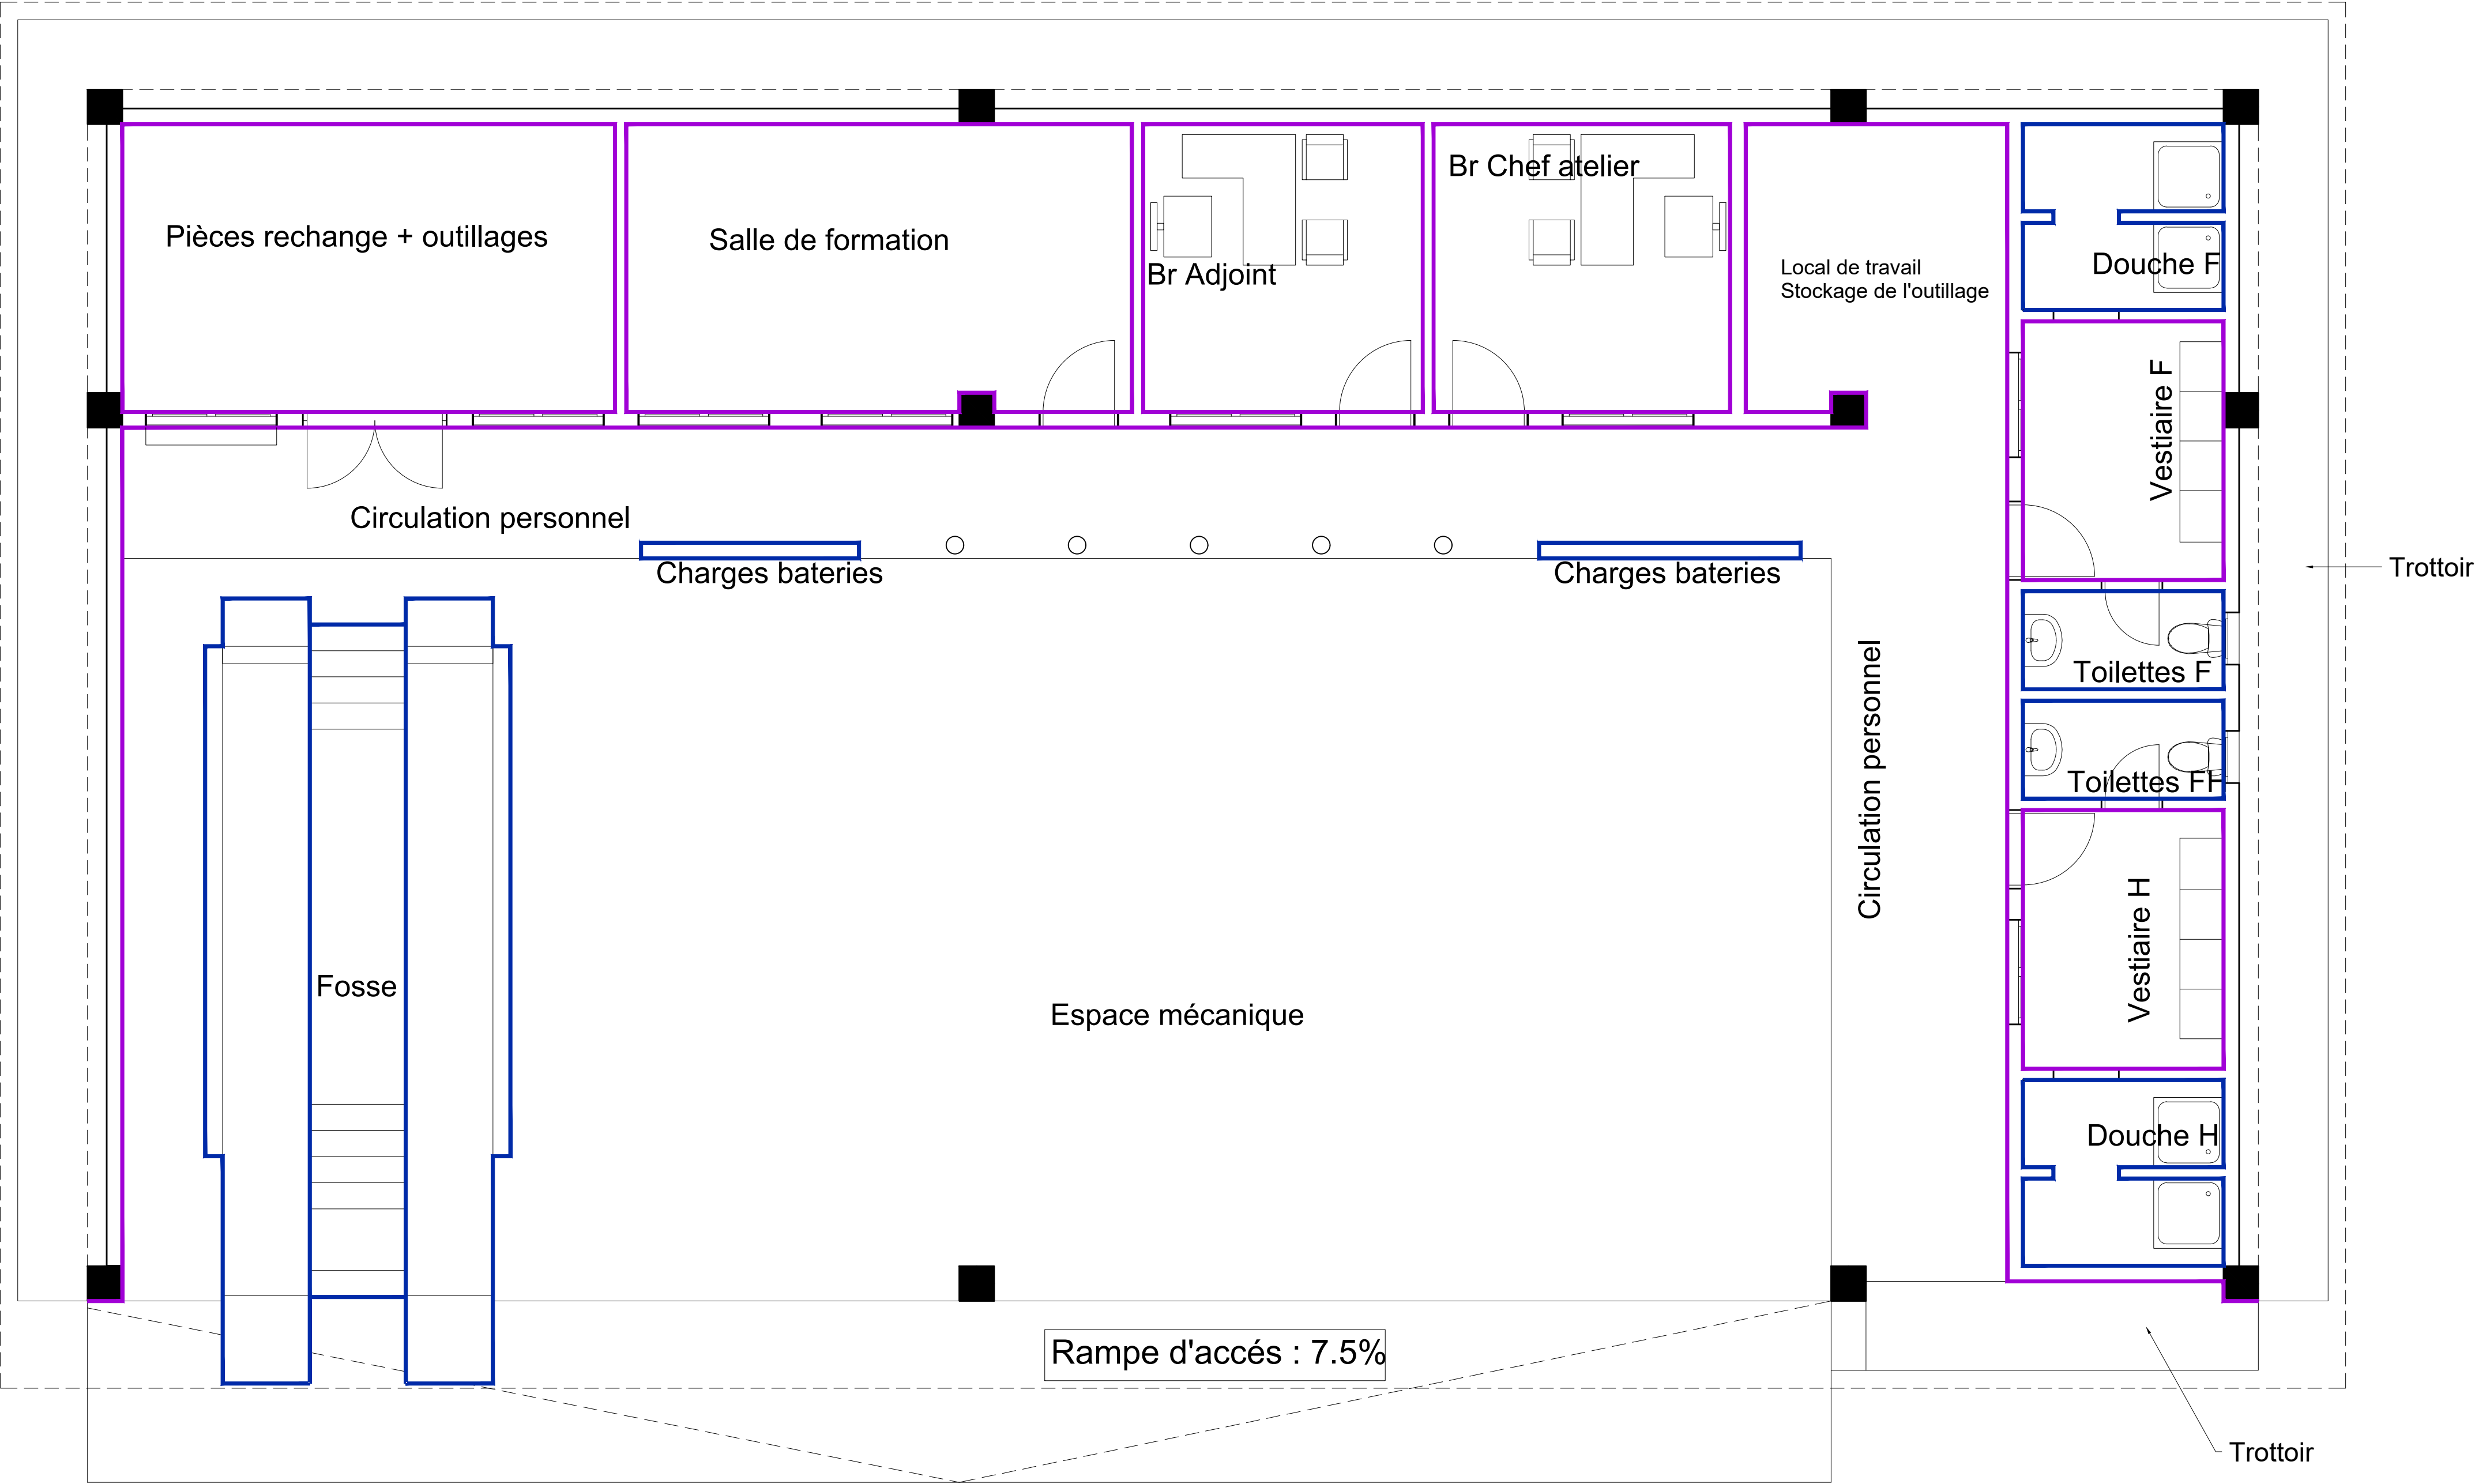 Br Chef atelier
Pièces rechange + outillages
Salle de formation
Br Adjoint
Local de travail
Stockage de l'outillage
Douche F
Vestiaire F
Circulation personnel
Charges bateries
Charges bateries
Trottoir
Circulation personnel
Toilettes F
Toilettes FH
Vestiaire H
Fosse
Espace mécanique
Douche H
Rampe d'accés : 7.5%
Trottoir